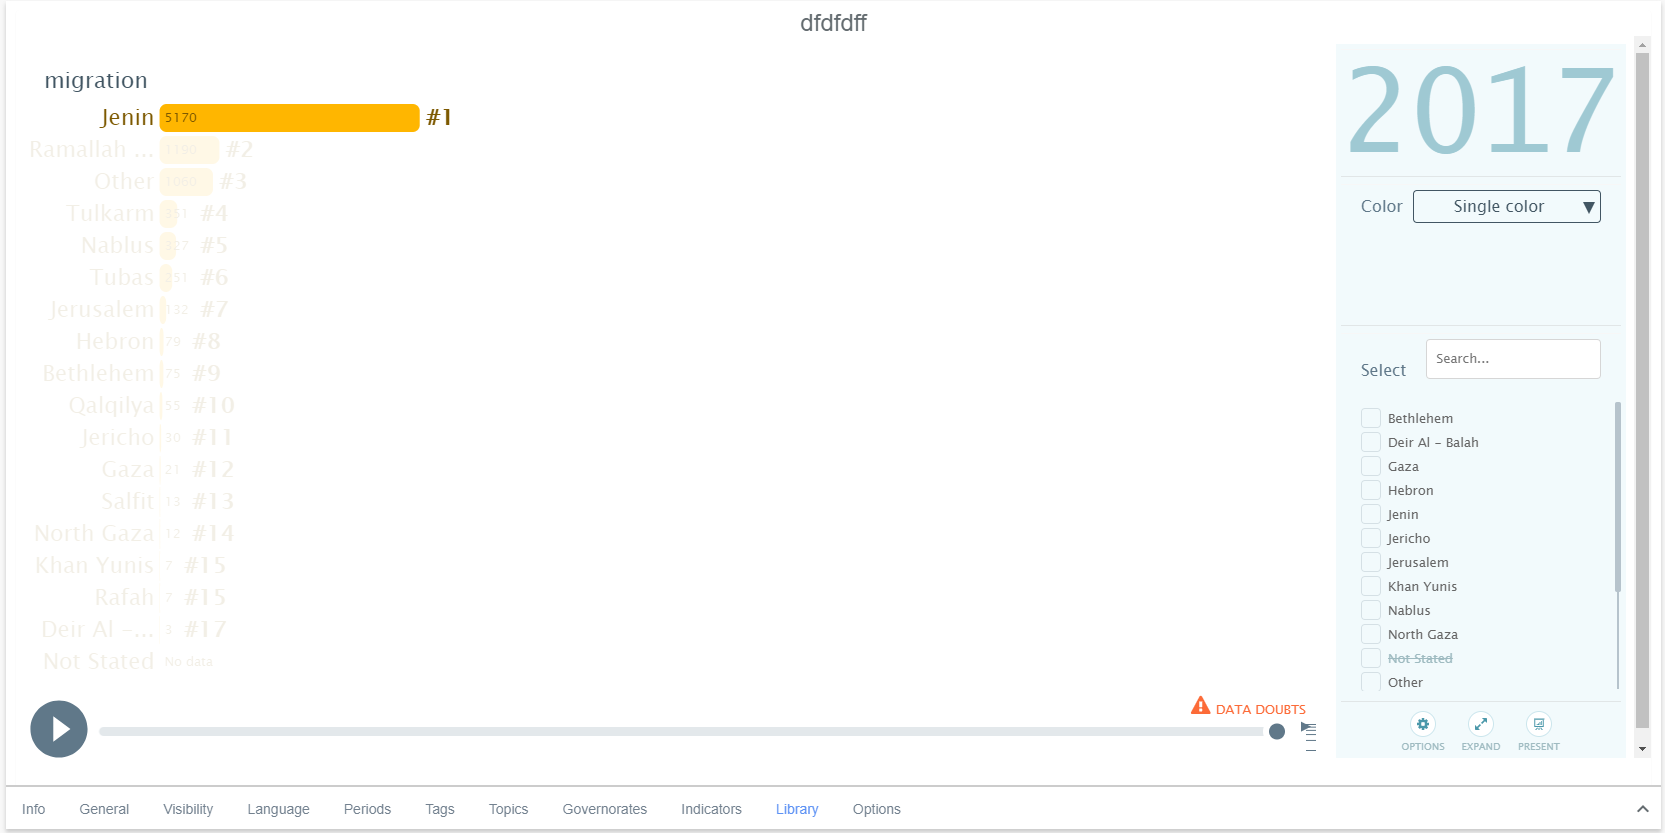 dfdfdff
migration
Jenin 5170 #1
Ramallah ... 1190 #2
Other 1060 #3
Tulkarm 351 #4
Nablus 327 #5
Tubas 251 #6
Jerusalem 132 #7
Hebron 79 #8
Bethlehem 75 #9
Qalqilya 55 #10
Jericho 30 #11
Gaza 21 #12
Salfit 13 #13
North Gaza 12 #14
Khan Yunis 7 #15
Rafah 7 #15
Deir Al -... 3 #17
Not Stated No data
DATA DOUBTS
2017
Color Single color
Select Search...
Bethlehem
Deir Al - Balah
Gaza
Hebron
Jenin
Jericho
Jerusalem
Khan Yunis
Nablus
North Gaza
Not Stated
Other
OPTIONS EXPAND PRESENT
Info General Visibility Language Periods Tags Topics Governorates Indicators Library Options